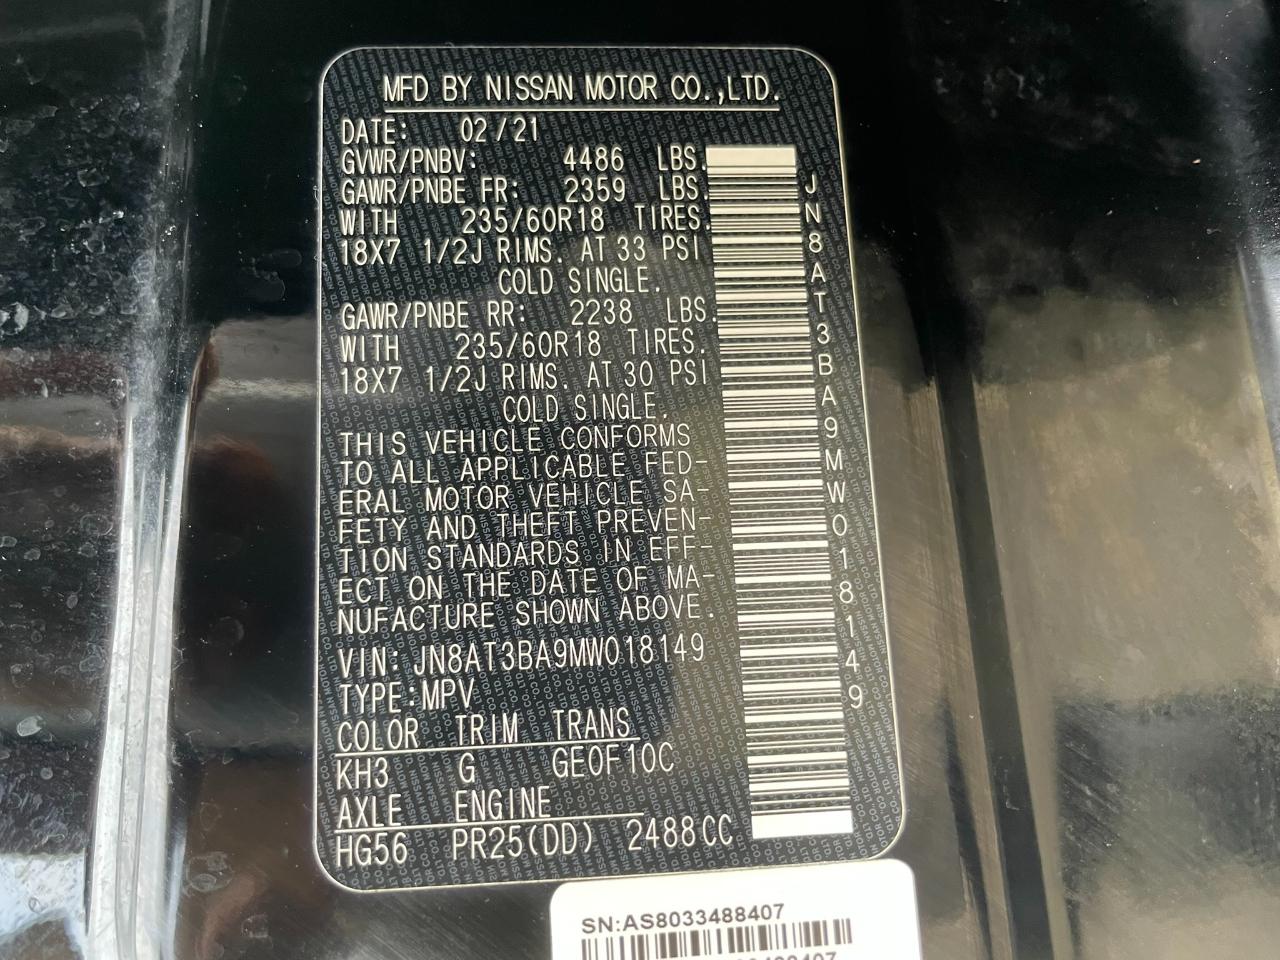 MFD BY NISSAN MOTOR CO.,LTD.
DATE: 02/21
GVWR/PNBV: 4486 LBS.
GAWR/PNBE FR: 2359 LBS.
WITH 235/60R18 TIRES.
18X7 1/2J RIMS. AT 33 PSI
COLD SINGLE.
GAWR/PNBE RR: 2238 LBS.
WITH 235/60R18 TIRES.
18X7 1/2J RIMS. AT 30 PSI
COLD SINGLE.
THIS VEHICLE CONFORMS
TO ALL APPLICABLE FED-
ERAL MOTOR VEHICLE SA-
FETY AND THEFT PREVEN-
TION STANDARDS IN EFF-
ECT ON THE DATE OF MA-
NUFACTURE SHOWN ABOVE.
VIN: JN8AT3BA9MW018149
TYPE:MPV
COLOR TRIM TRANS
KH3 G GE0F10C
AXLE ENGINE
HG56 PR25(DD) 2488CC
JN8AT3BA9MW018149
SN:AS8033488407